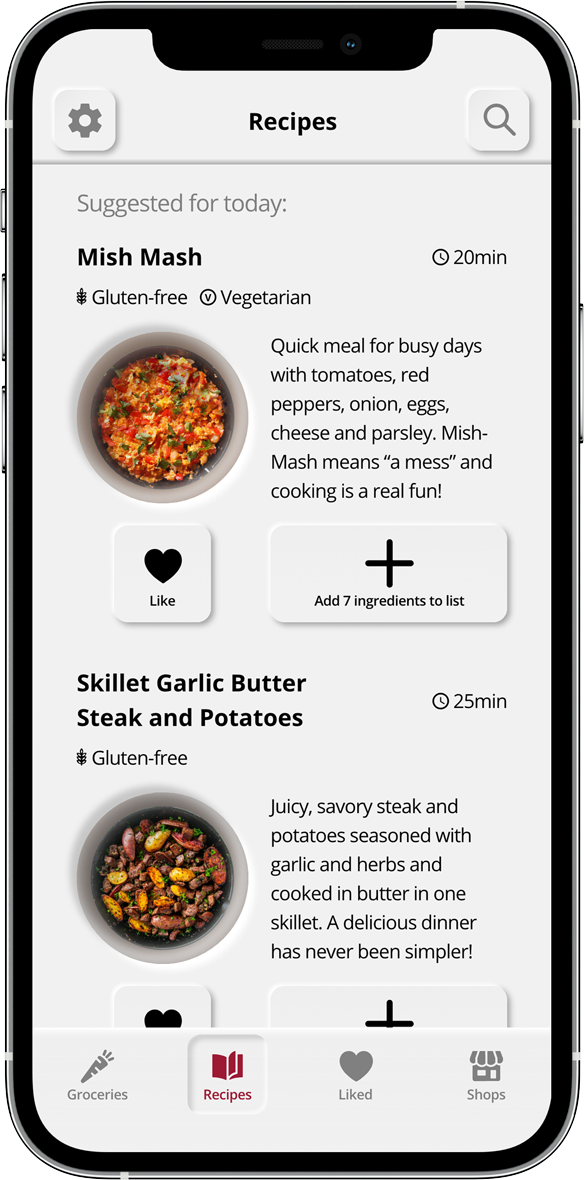 Recipes
Suggested for today:
Mish Mash
20min
Gluten-free V Vegetarian
Quick meal for busy days
with tomatoes, red
peppers, onion, eggs,
cheese and parsley. Mish-
Mash means “a mess” and
cooking is a real fun!
Like
Add 7 ingredients to list
Skillet Garlic Butter
Steak and Potatoes
25min
Gluten-free
Juicy, savory steak and
potatoes seasoned with
garlic and herbs and
cooked in butter in one
skillet. A delicious dinner
has never been simpler!
Groceries
Recipes
Liked
Shops